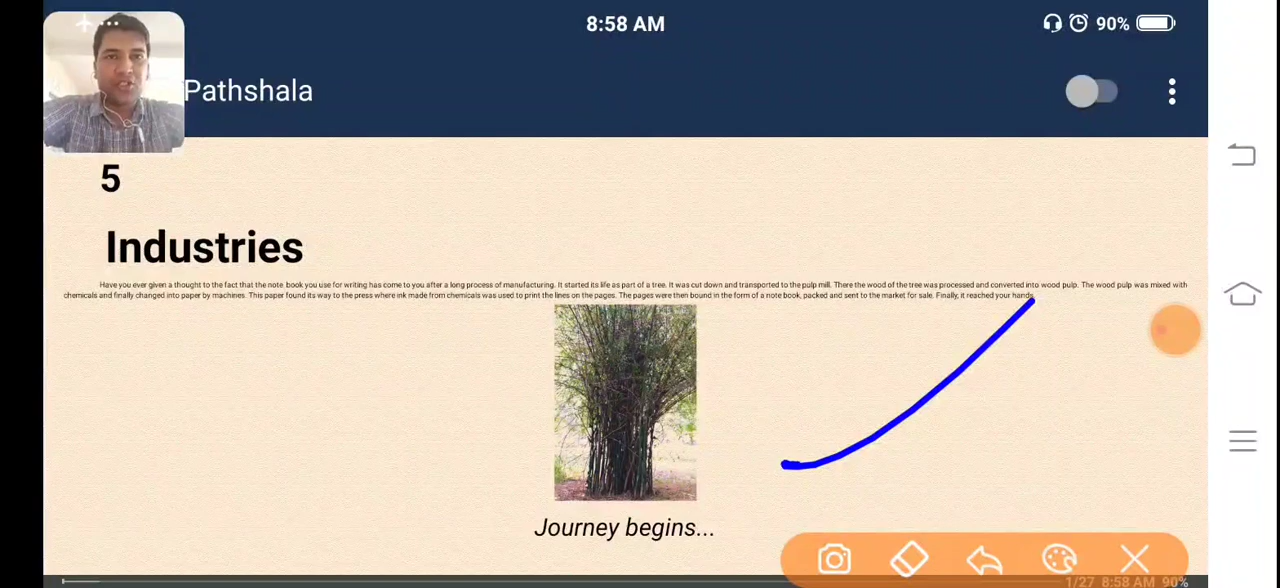 8:58 AM
90%
Pathshala
5
Industries
Have you ever given a thought to the fact that the note book you use for writing has come to you after a long process of manufacturing. It started its life as part of a tree. It was cut down and transported to the pulp mill. There the wood of the tree was processed and converted into wood pulp. The wood pulp was mixed with
chemicals and finally changed into paper by machines. This paper found its way to the press where ink made from chemicals was used to print the lines on the pages. The pages were then bound in the form of a note book, packed and sent to the market for sale. Finally, it reached your hands
Journey begins...
1/27 8:58 AM 90%